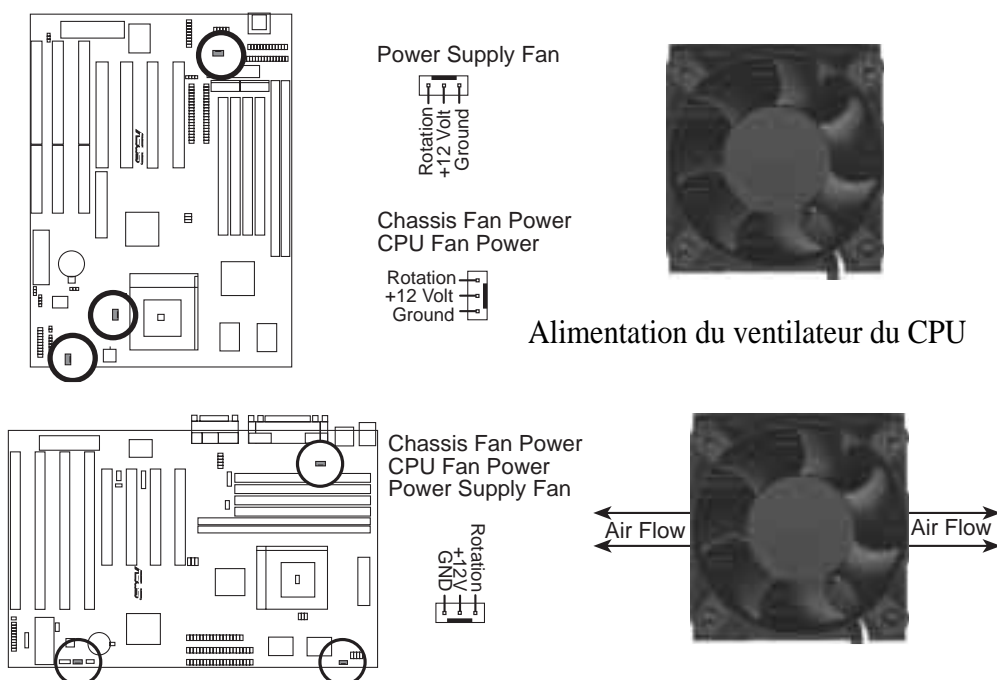 Power Supply Fan
Rotation
+12 Volt
Ground
Chassis Fan Power
CPU Fan Power
Rotation
+12 Volt
Ground
Alimentation du ventilateur du CPU
Chassis Fan Power
CPU Fan Power
Power Supply Fan
Rotation
+12V
GND
Air Flow
Air Flow